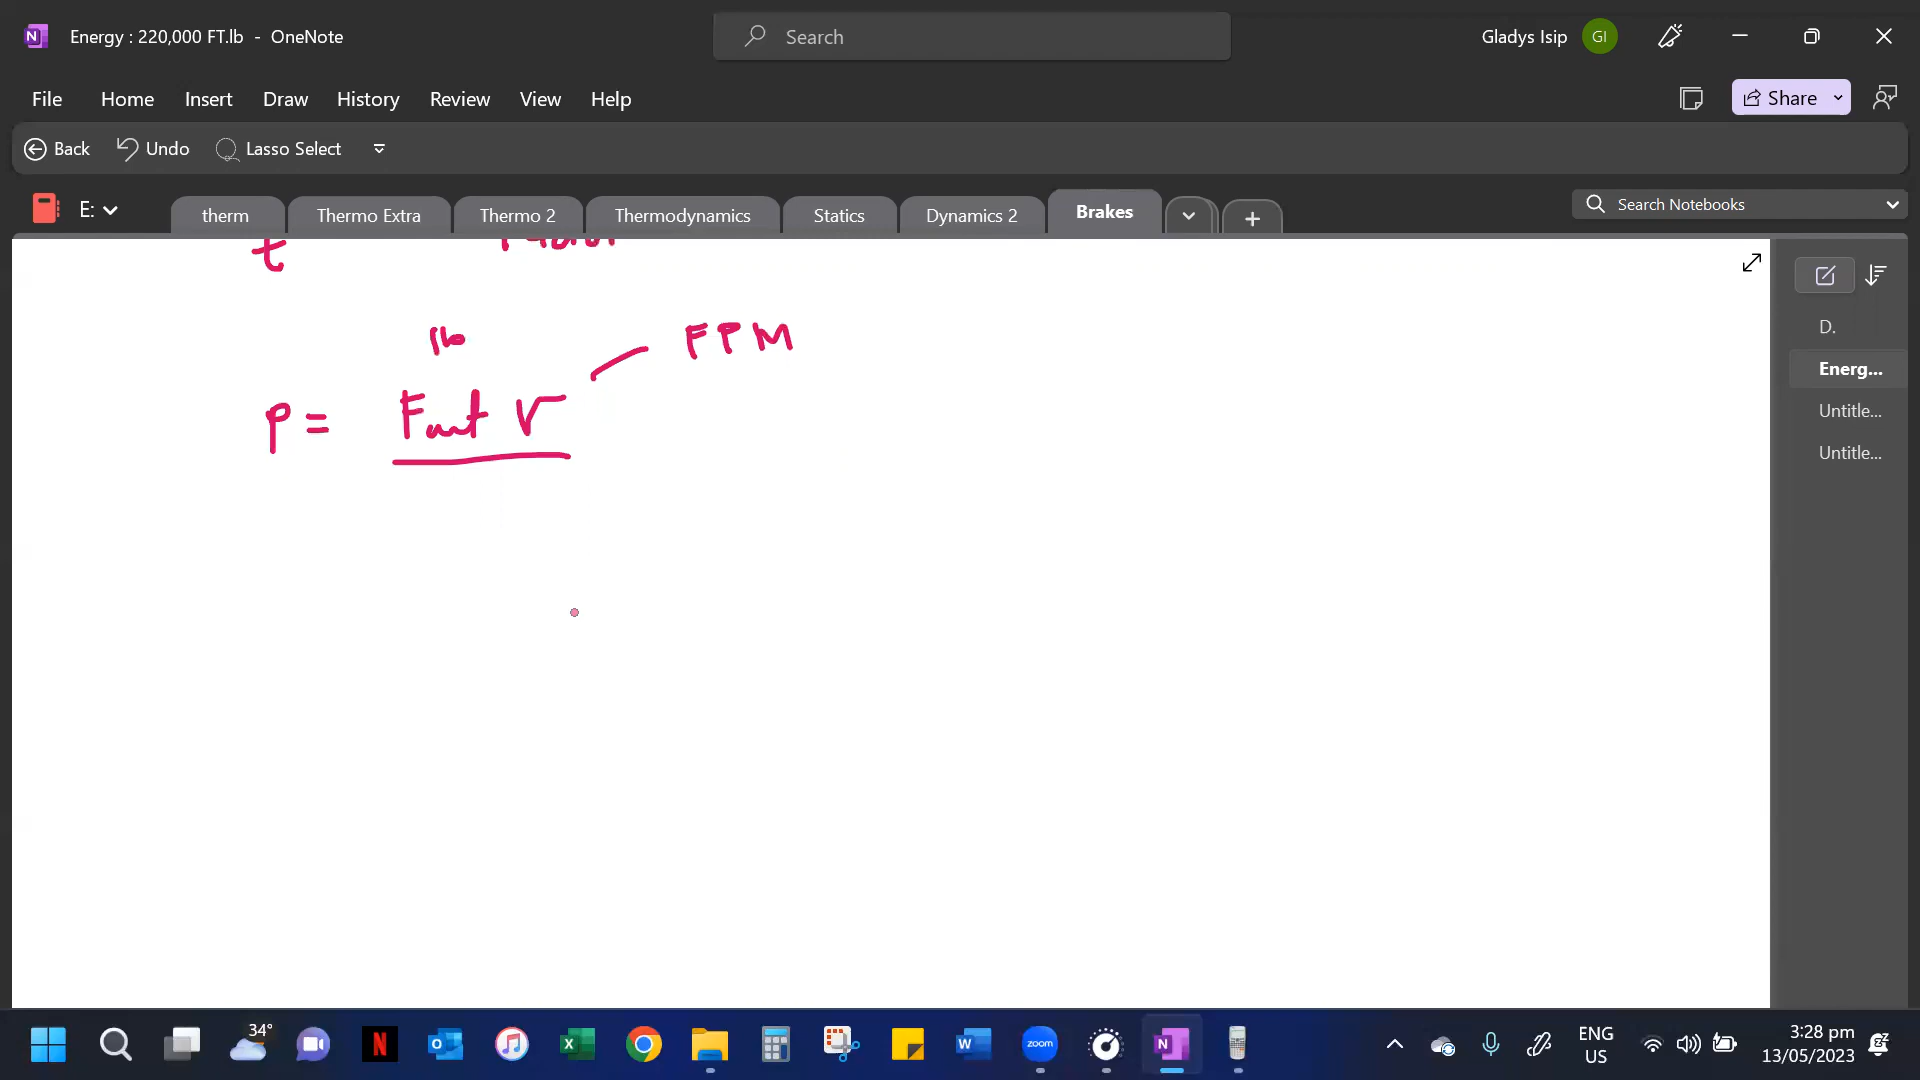 Energy : 220,000 FT.lb - OneNote
Search
Gladys Isip GI
File Home Insert Draw History Review View Help
Share
Back Undo Lasso Select
E: therm Thermo Extra Thermo 2 Thermodynamics Statics Dynamics 2 Brakes
Search Notebooks
t
D.
lb FPM
Energ...
P = Fnet V
Untitle...
Untitle...
34°
zoom
ENG
US
3:28 pm
13/05/2023